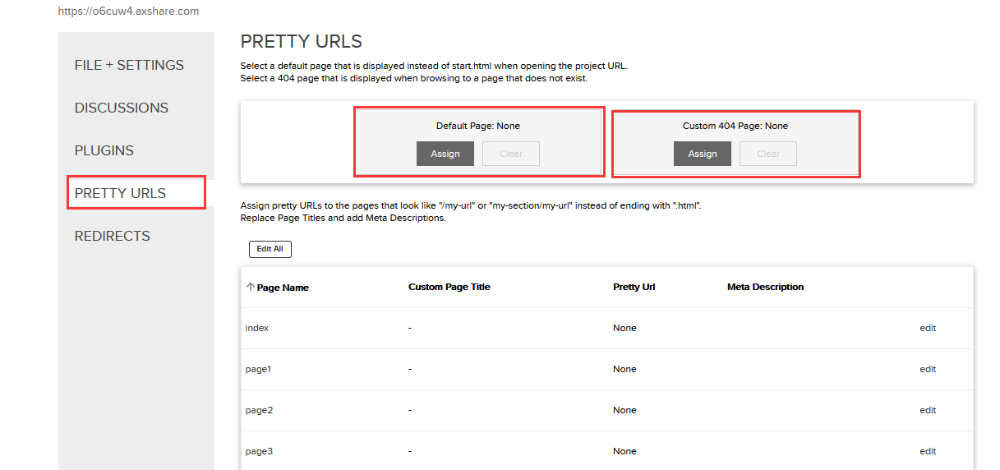 https://o6cuw4.axshare.com
FILE + SETTINGS
DISCUSSIONS
PLUGINS
PRETTY URLS
REDIRECTS
PRETTY URLS
Select a default page that is displayed instead of start.html when opening the project URL.
Select a 404 page that is displayed when browsing to a page that does not exist.
Default Page: None
Assign Clear
Custom 404 Page: None
Assign Clear
Assign pretty URLs to the pages that look like "/my-url" or "my-section/my-url" instead of ending with ".html".
Replace Page Titles and add Meta Descriptions.
Edit All
↑ Page Name Custom Page Title Pretty Url Meta Description
index - None edit
page1 - None edit
page2 - None edit
page3 - None edit